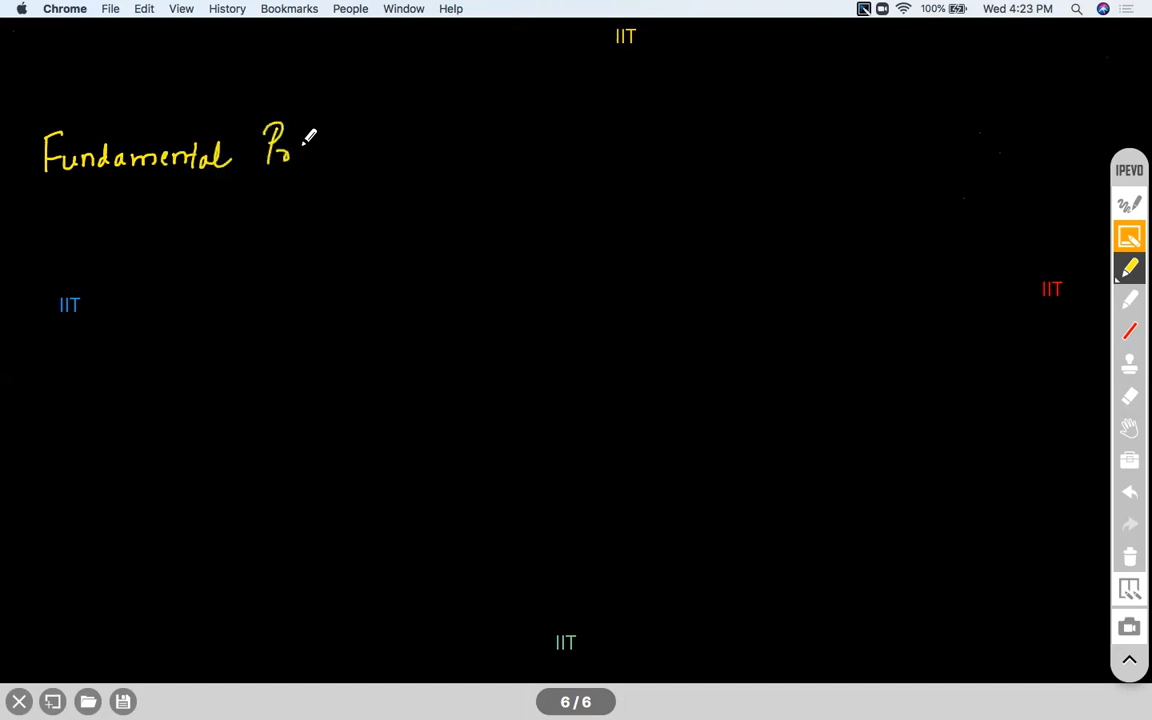 Chrome File Edit View History Bookmarks People Window Help 100% Wed 4:23 PM
IIT
Fundamental
IPEVO
IIT
IIT
IIT
6 / 6